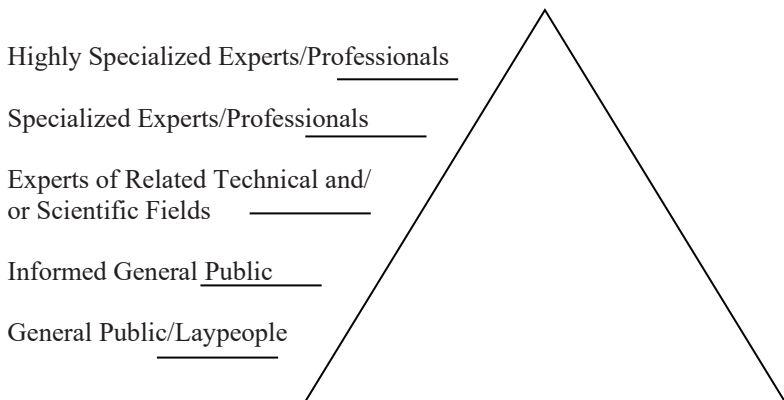 Highly Specialized Experts/Professionals
Specialized Experts/Professionals
Experts of Related Technical and/
or Scientific Fields
Informed General Public
General Public/Laypeople